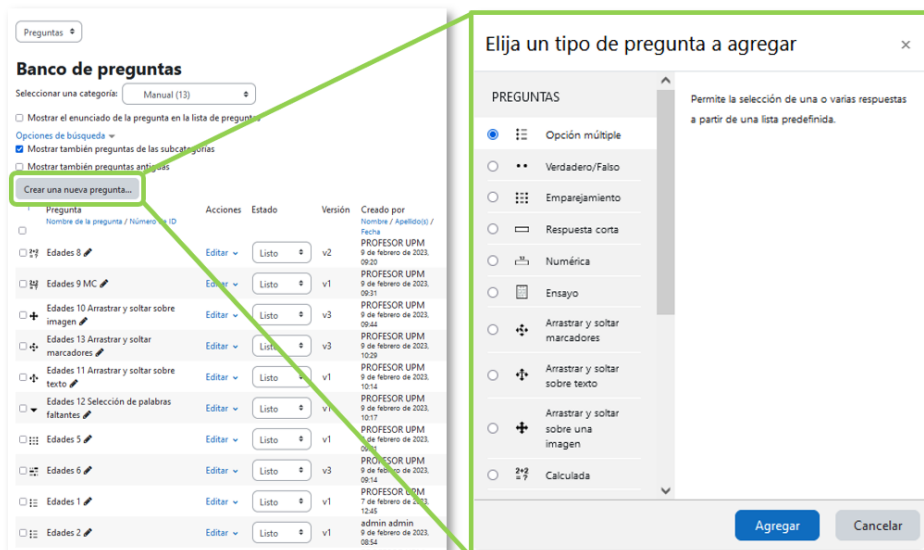 Preguntas
Banco de preguntas
Seleccionar una categoría: Manual (13)
Mostrar el enunciado de la pregunta en la lista de preguntas
Opciones de búsqueda
Mostrar también preguntas de las subcategorías
Mostrar también preguntas antiguas
Crear una nueva pregunta...
Pregunta Acciones Estado Versión Creado por
Nombre de la pregunta / Número de ID Nombre / Apellido(s) /
Fecha
PROFESOR UPM
Edades 8 Editar Listo v2 9 de febrero de 2023,
09:20
PROFESOR UPM
Edades 9 MC Editar Listo v1 9 de febrero de 2023,
09:31
Edades 10 Arrastrar y soltar sobre PROFESOR UPM
imagen Editar Listo v3 9 de febrero de 2023,
09:44
Edades 13 Arrastrar y soltar PROFESOR UPM
marcadores Editar Listo v3 9 de febrero de 2023,
10:29
Edades 11 Arrastrar y soltar sobre PROFESOR UPM
texto Editar Listo v1 9 de febrero de 2023,
10:14
Edades 12 Selección de palabras PROFESOR UPM
faltantes Editar Listo v1 9 de febrero de 2023,
10:17
PROFESOR UPM
Edades 5 Editar Listo v1 de febrero de 2023,
PROFESOR UPM
Edades 6 Editar Listo v3 9 de febrero de 2023,
09:14
PROFESOR UPM
Edades 1 Editar Listo v1 7 de febrero de 2023,
12:45
admin admin
Edades 2 Editar Listo v1 9 de febrero de 2023,
08:54
Elija un tipo de pregunta a agregar ×
PREGUNTAS
Opción múltiple
Verdadero/Falso
Emparejamiento
Respuesta corta
Numérica
Ensayo
Arrastrar y soltar
marcadores
Arrastrar y soltar
sobre texto
Arrastrar y soltar
sobre una
imagen
2+2
= ?
Calculada
Permite la selección de una o varias respuestas
a partir de una lista predefinida.
Agregar Cancelar